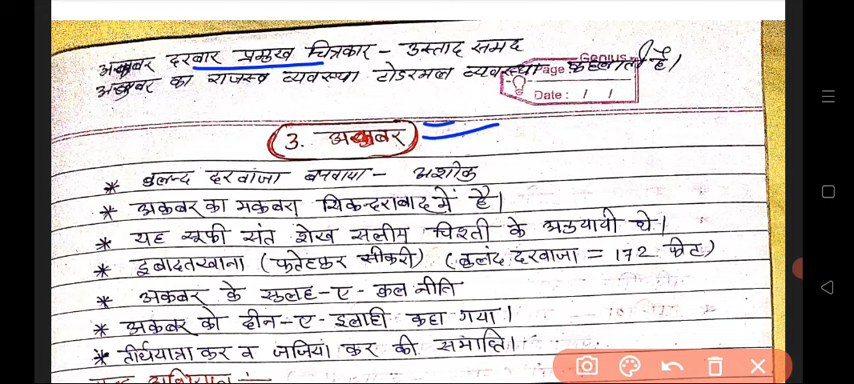 अकबर दरबार प्रमुख चित्रकार - उस्ताद समद
अकबर का राजस्व व्यवस्था टोडरमल व्यवस्था कहलाती है।
Genius
Page
Date: / /
3. अकबर
* बुलन्द दरवाजा बनवाया - अशोक
* अकबर का मकबरा सिकन्दराबाद में है।
* यह सूफी संत शेख सलीम चिश्ती के अनुयायी थे।
* इबादतखाना (फतेहपुर सीकरी) (बुलंद दरवाजा = 172 फीट)
* अकबर के सुलह-ए-कुल नीति
* अकबर को दीन-ए-इलाही कहा गया।
* तीर्थयात्रा कर व जजिया कर की समाप्ति।